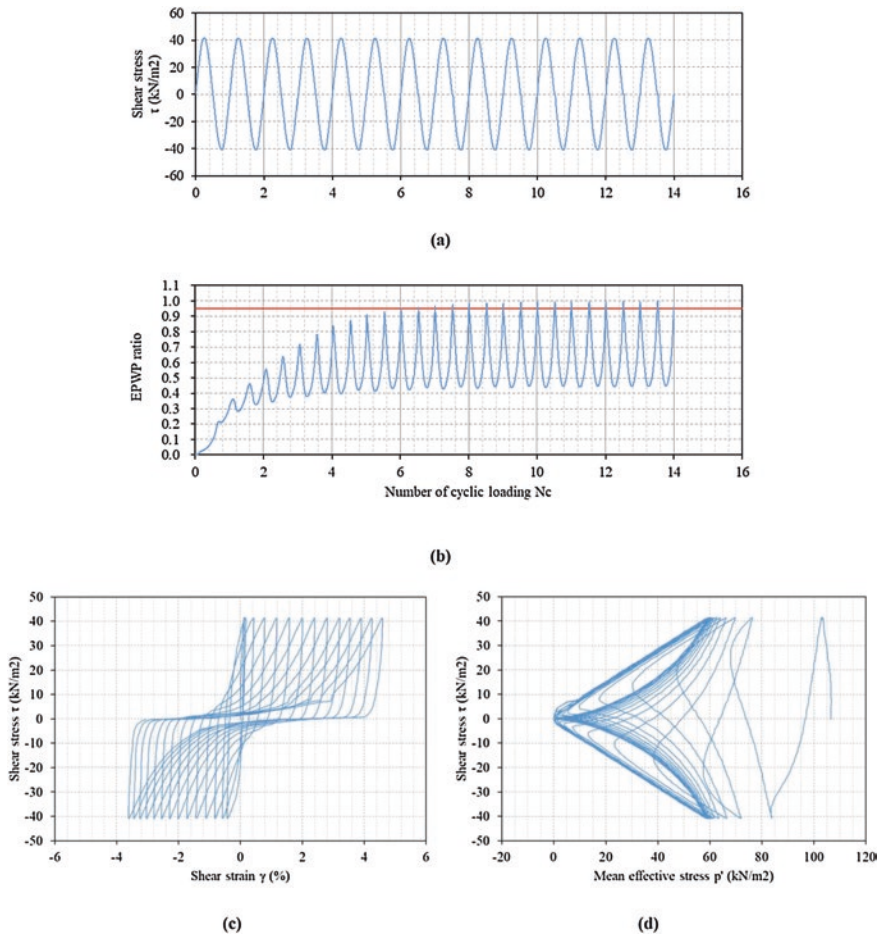 60
40
20
0
-20
-40
-60
Shear stress
τ (kN/m2)
0 2 4 6 8 10 12 14 16
(a)
1.1
1.0
0.9
0.8
0.7
0.6
0.5
0.4
0.3
0.2
0.1
0.0
EPWP ratio
0 2 4 6 8 10 12 14 16
Number of cyclic loading Nc
(b)
50
40
30
20
10
0
-10
-20
-30
-40
-50
Shear stress τ (kN/m2)
-6 -4 -2 0 2 4 6
Shear strain γ (%)
(c)
50
40
30
20
10
0
-10
-20
-30
-40
-50
Shear stress τ (kN/m2)
-20 0 20 40 60 80 100 120
Mean effective stress p' (kN/m2)
(d)